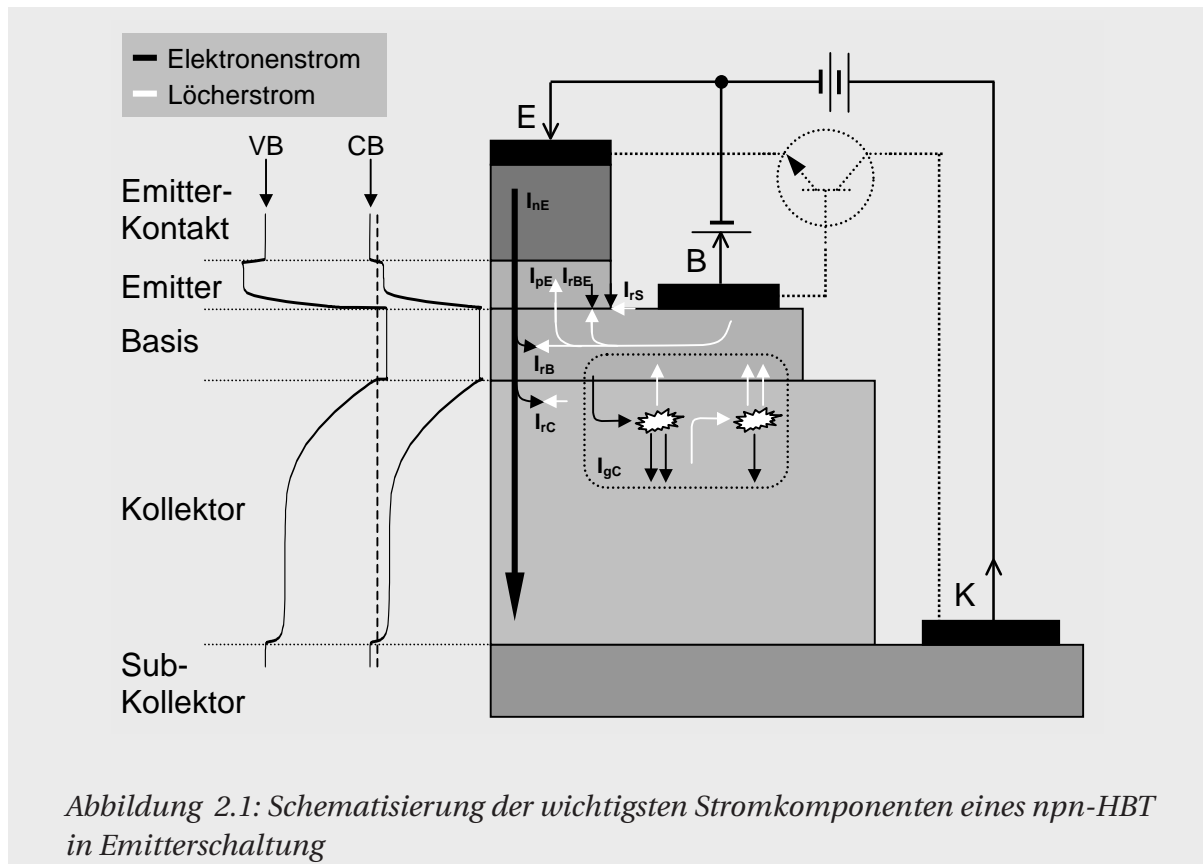 Elektronenstrom
Löcherstrom
VB CB
E
Emitter-
Kontakt
I_nE
B
Emitter
I_pE I_rBE
I_rS
Basis
I_rB
I_rC
I_gC
Kollektor
K
Sub-
Kollektor
Abbildung 2.1: Schematisierung der wichtigsten Stromkomponenten eines npn-HBT
in Emitterschaltung